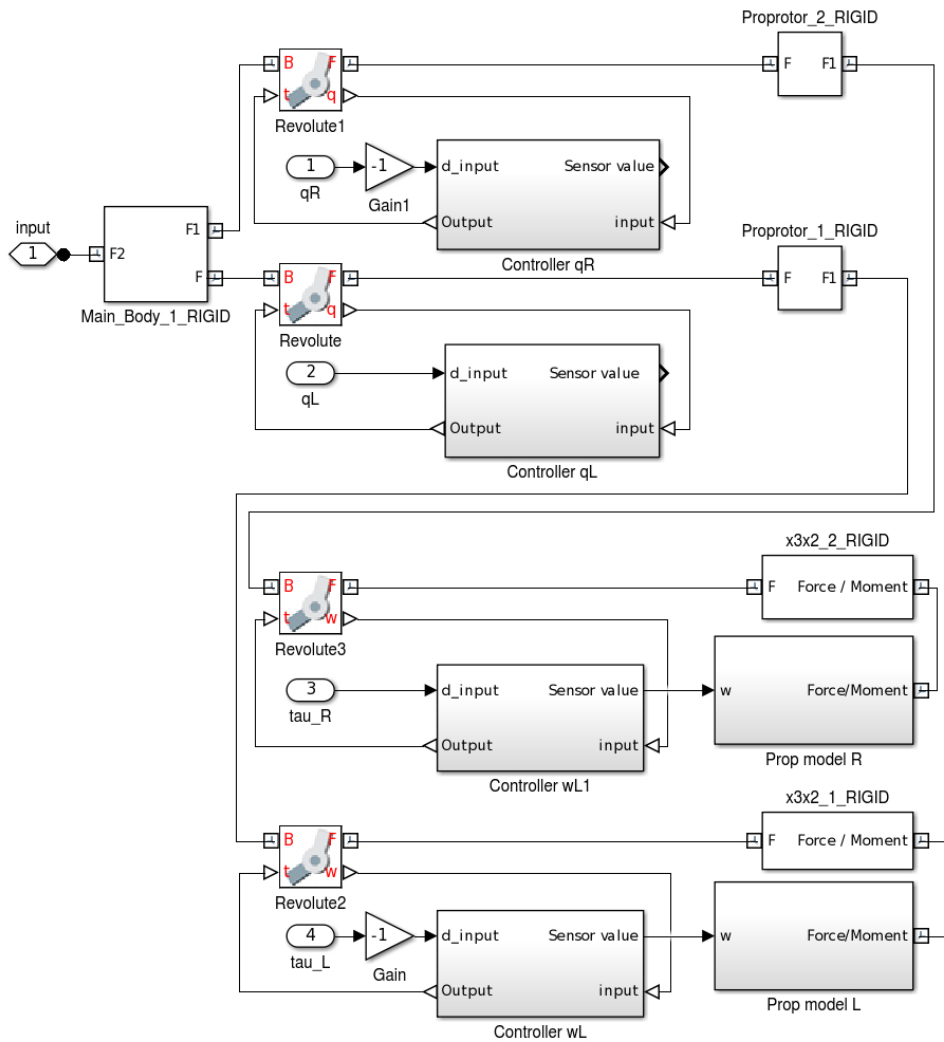 Proprotor_2_RIGID
B F
t q
Revolute1
F F1
1
qR
-1
Gain1
d_input Sensor value
Output input
Controller qR
input
1
F2 F1
F
Main_Body_1_RIGID
Proprotor_1_RIGID
B F
t q
Revolute
F F1
2
qL
d_input Sensor value
Output input
Controller qL
x3x2_2_RIGID
B F
t w
Revolute3
F Force / Moment
3
tau_R
d_input Sensor value
Output input
Controller wL1
w Force/Moment
Prop model R
x3x2_1_RIGID
B F
t w
Revolute2
F Force / Moment
4
tau_L
-1
Gain
d_input Sensor value
Output input
Controller wL
w Force/Moment
Prop model L